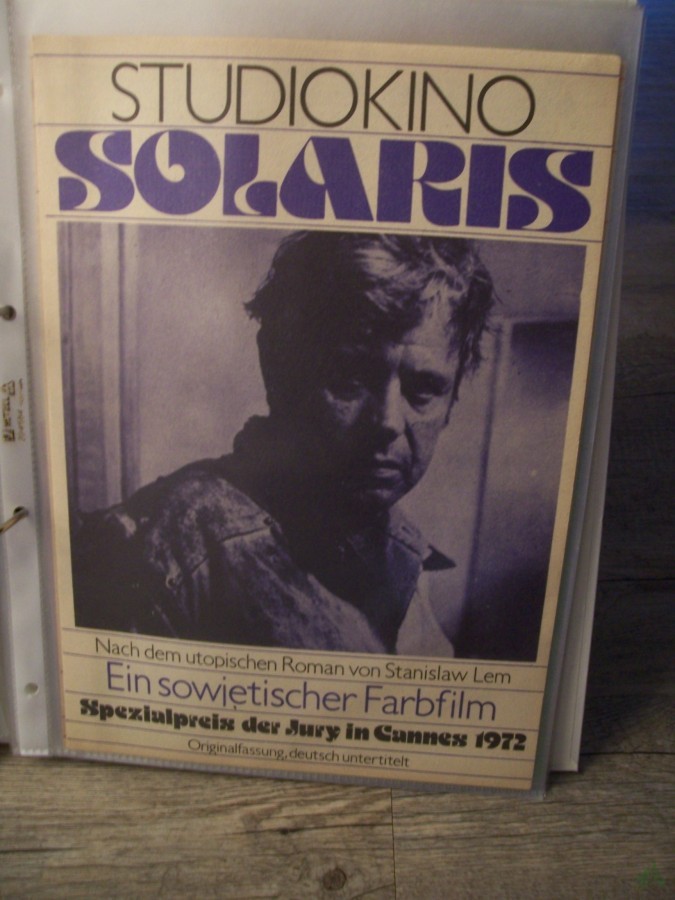 STUDIOKINO
SOLARIS
Nach dem utopischen Roman von Stanislaw Lem
Ein sowjetischer Farbfilm
Spezialpreis der Jury in Cannes 1972
Originalfassung, deutsch untertitelt